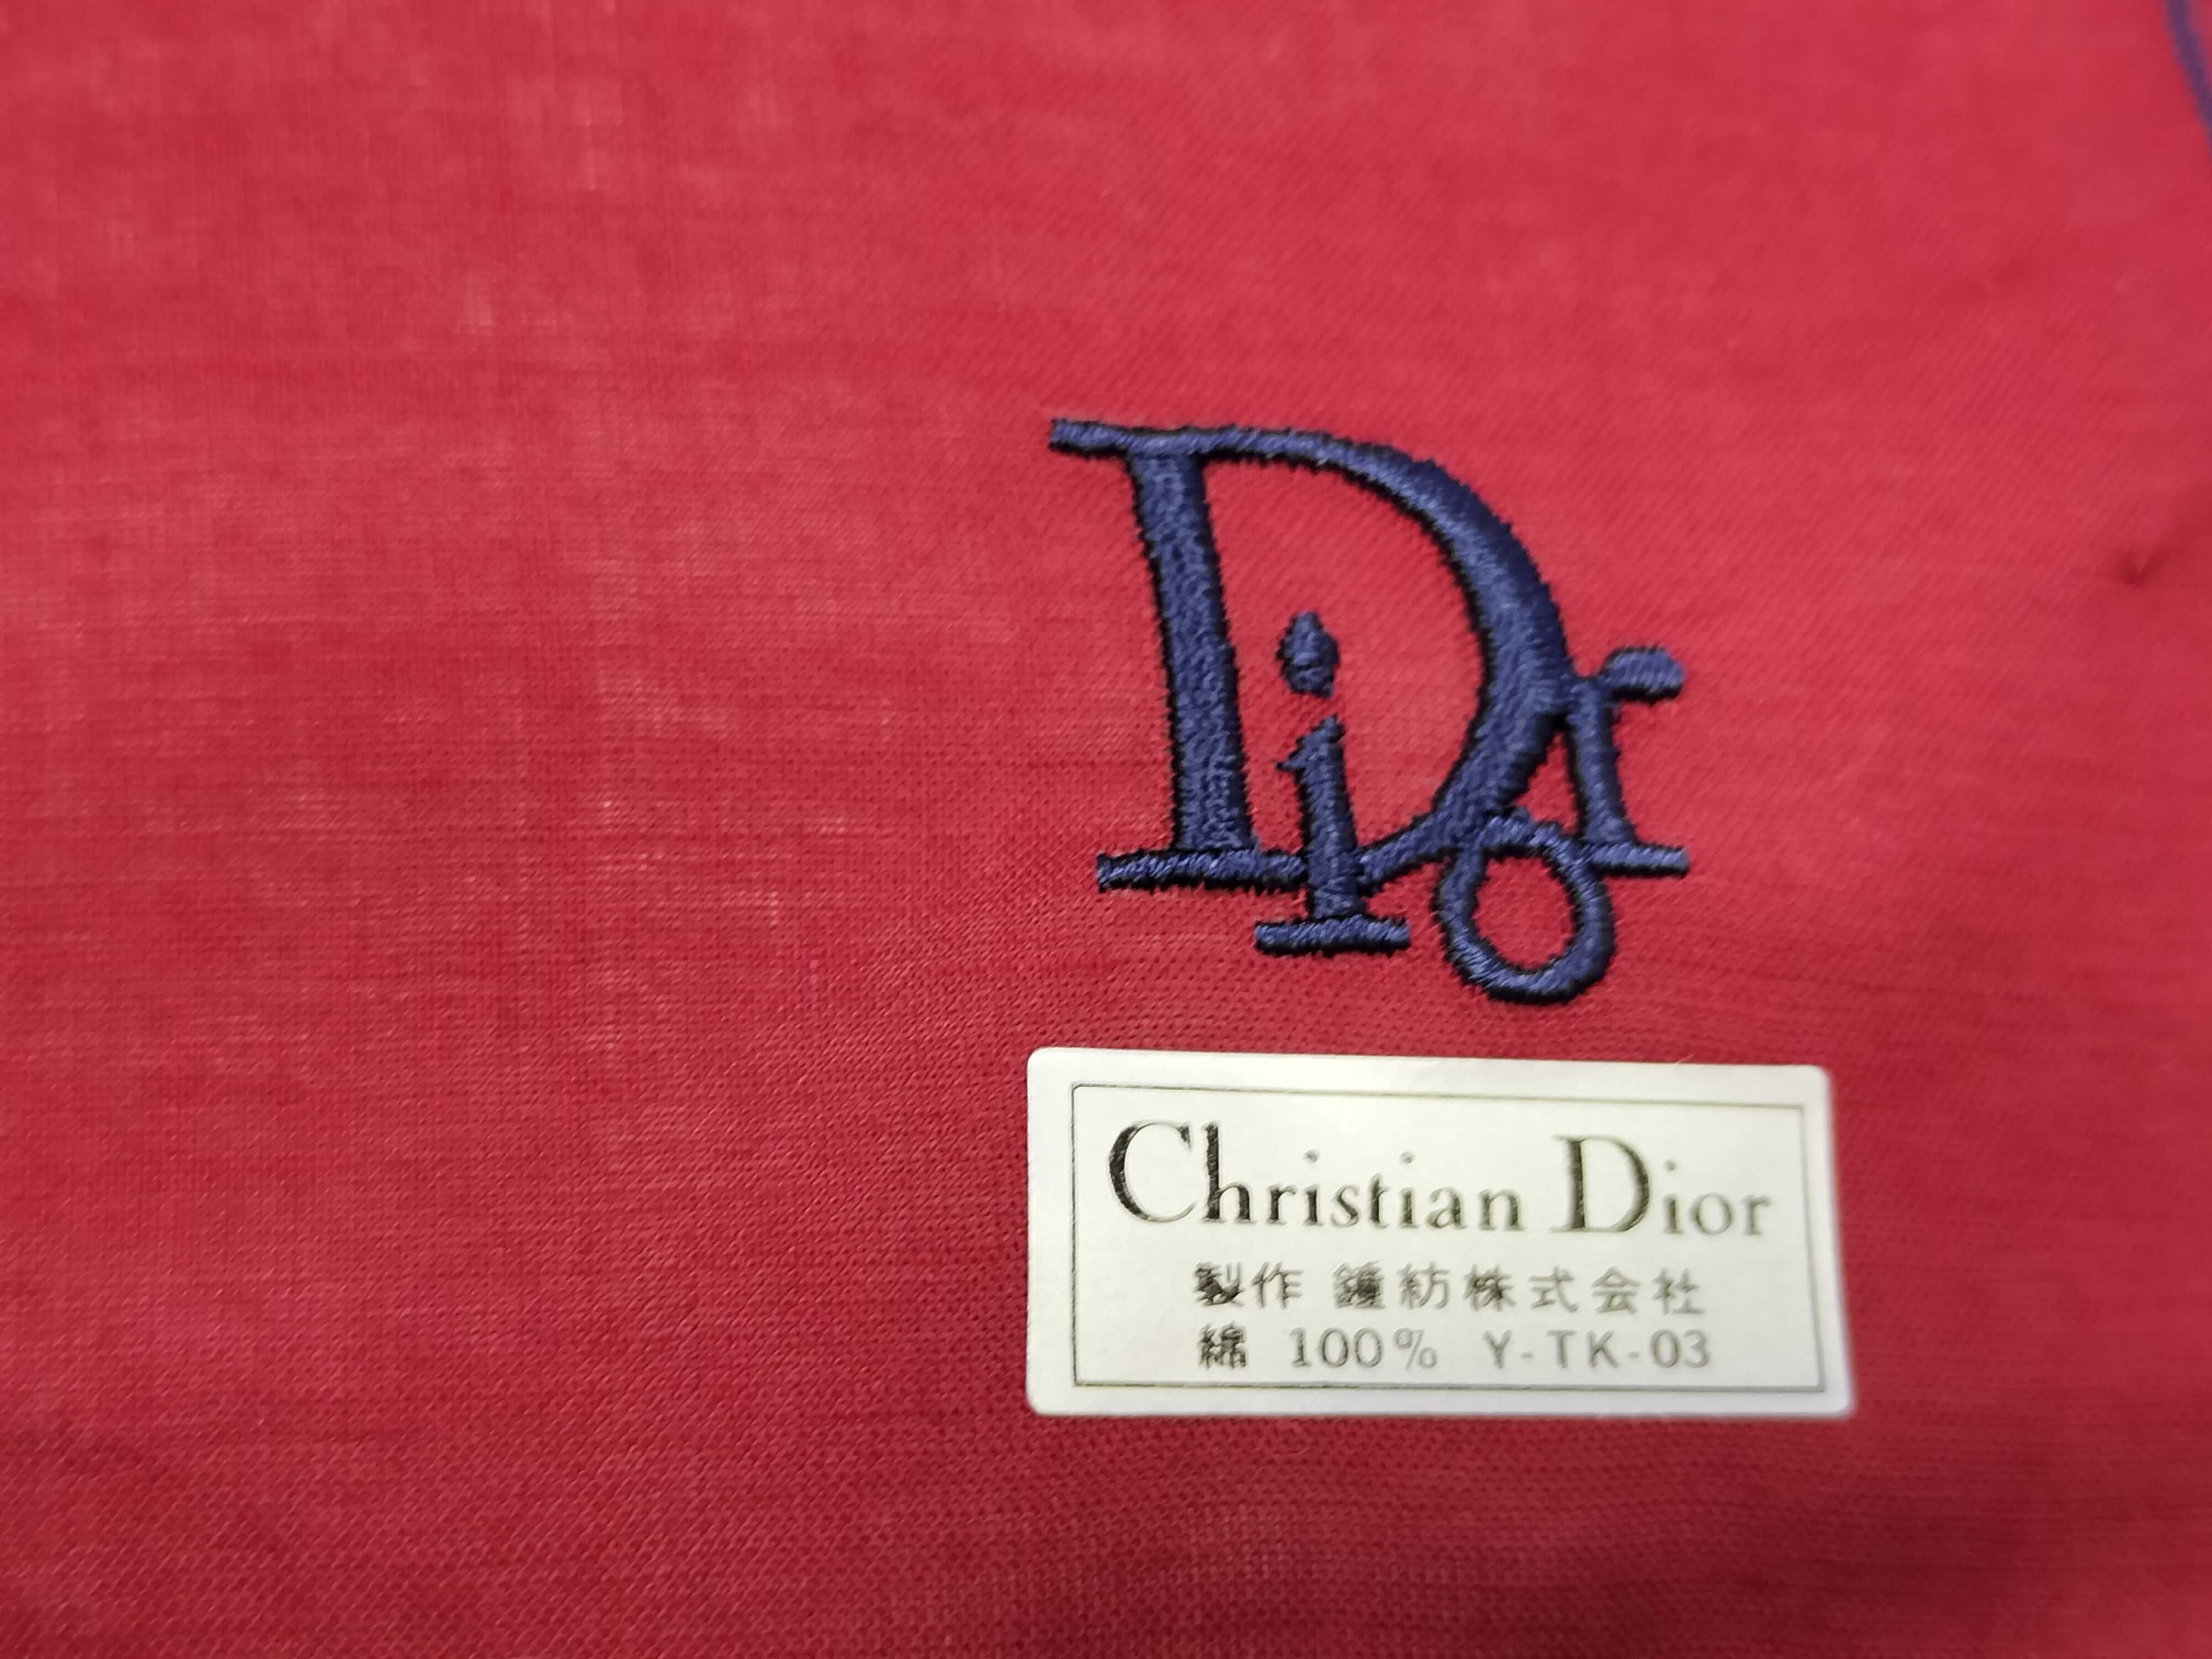 Dior
Christian Dior
製作 鐘紡株式会社
綿 100% Y-TK-03